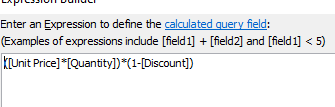 Enter an Expression to define the calculated query field:
(Examples of expressions include [field1] + [field2] and [field1] < 5)
([Unit Price]*[Quantity])*(1-[Discount])